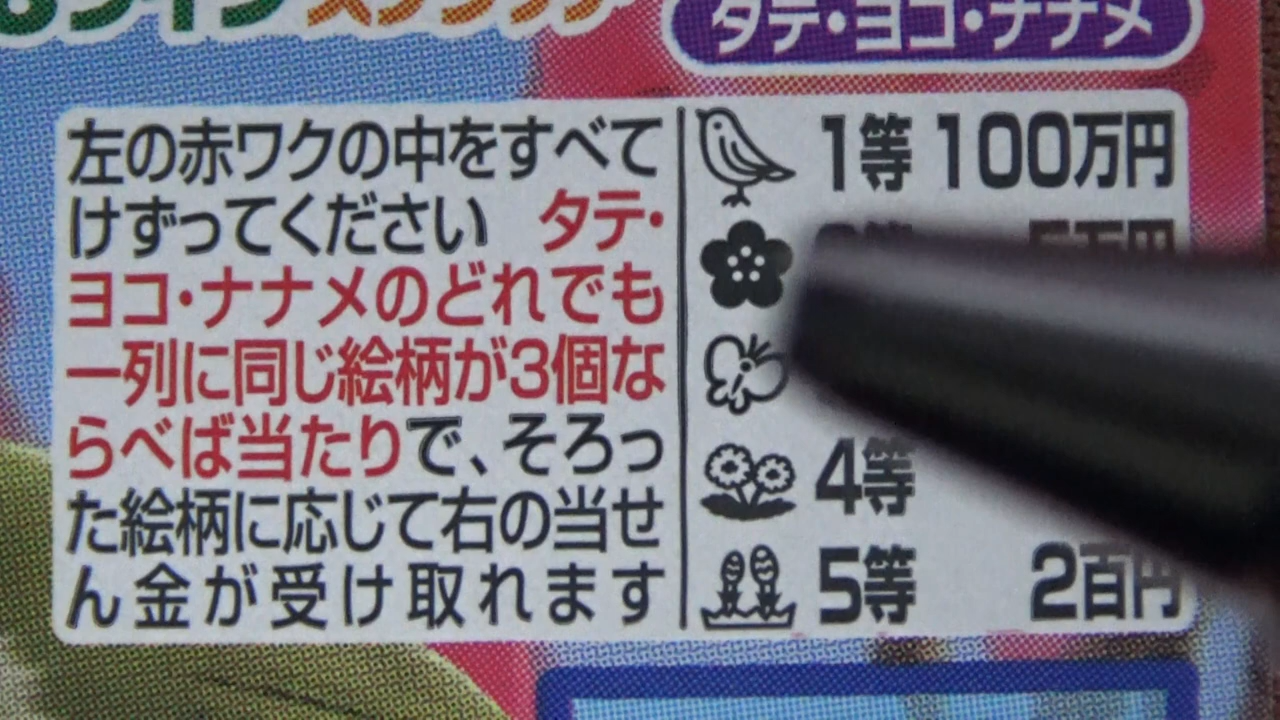 タテ・ヨコ・ナナメ
左の赤ワクの中をすべて
けずってください タテ・
ヨコ・ナナメのどれでも
一列に同じ絵柄が3個な
らべば当たりで、そろっ
た絵柄に応じて右の当せ
ん金が受け取れます
1等 100万円
5万円
4等
5等 2百円